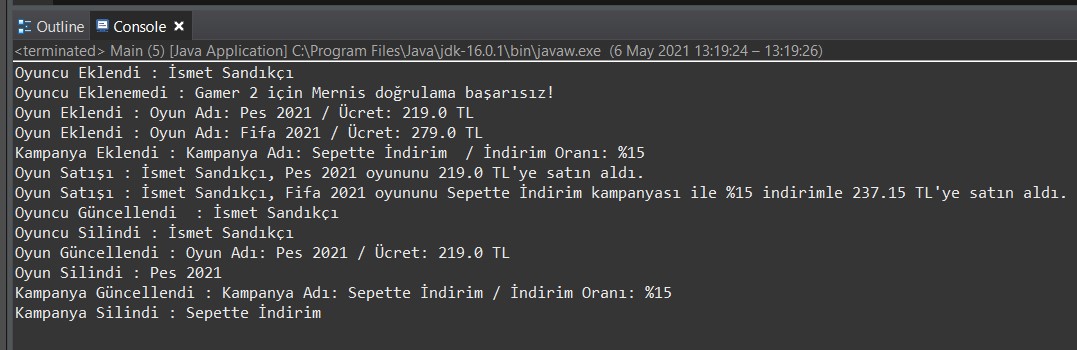 Outline Console
<terminated> Main (5) [Java Application] C:\Program Files\Java\jdk-16.0.1\bin\javaw.exe (6 May 2021 13:19:24 – 13:19:26)
Oyuncu Eklendi : İsmet Sandıkçı
Oyuncu Eklenemedi : Gamer 2 için Mernis doğrulama başarısız!
Oyun Eklendi : Oyun Adı: Pes 2021 / Ücret: 219.0 TL
Oyun Eklendi : Oyun Adı: Fifa 2021 / Ücret: 279.0 TL
Kampanya Eklendi : Kampanya Adı: Sepette İndirim  / İndirim Oranı: %15
Oyun Satışı : İsmet Sandıkçı, Pes 2021 oyununu 219.0 TL'ye satın aldı.
Oyun Satışı : İsmet Sandıkçı, Fifa 2021 oyununu Sepette İndirim kampanyası ile %15 indirimle 237.15 TL'ye satın aldı.
Oyuncu Güncellendi  : İsmet Sandıkçı
Oyuncu Silindi : İsmet Sandıkçı
Oyun Güncellendi : Oyun Adı: Pes 2021 / Ücret: 219.0 TL
Oyun Silindi : Pes 2021
Kampanya Güncellendi : Kampanya Adı: Sepette İndirim / İndirim Oranı: %15
Kampanya Silindi : Sepette İndirim